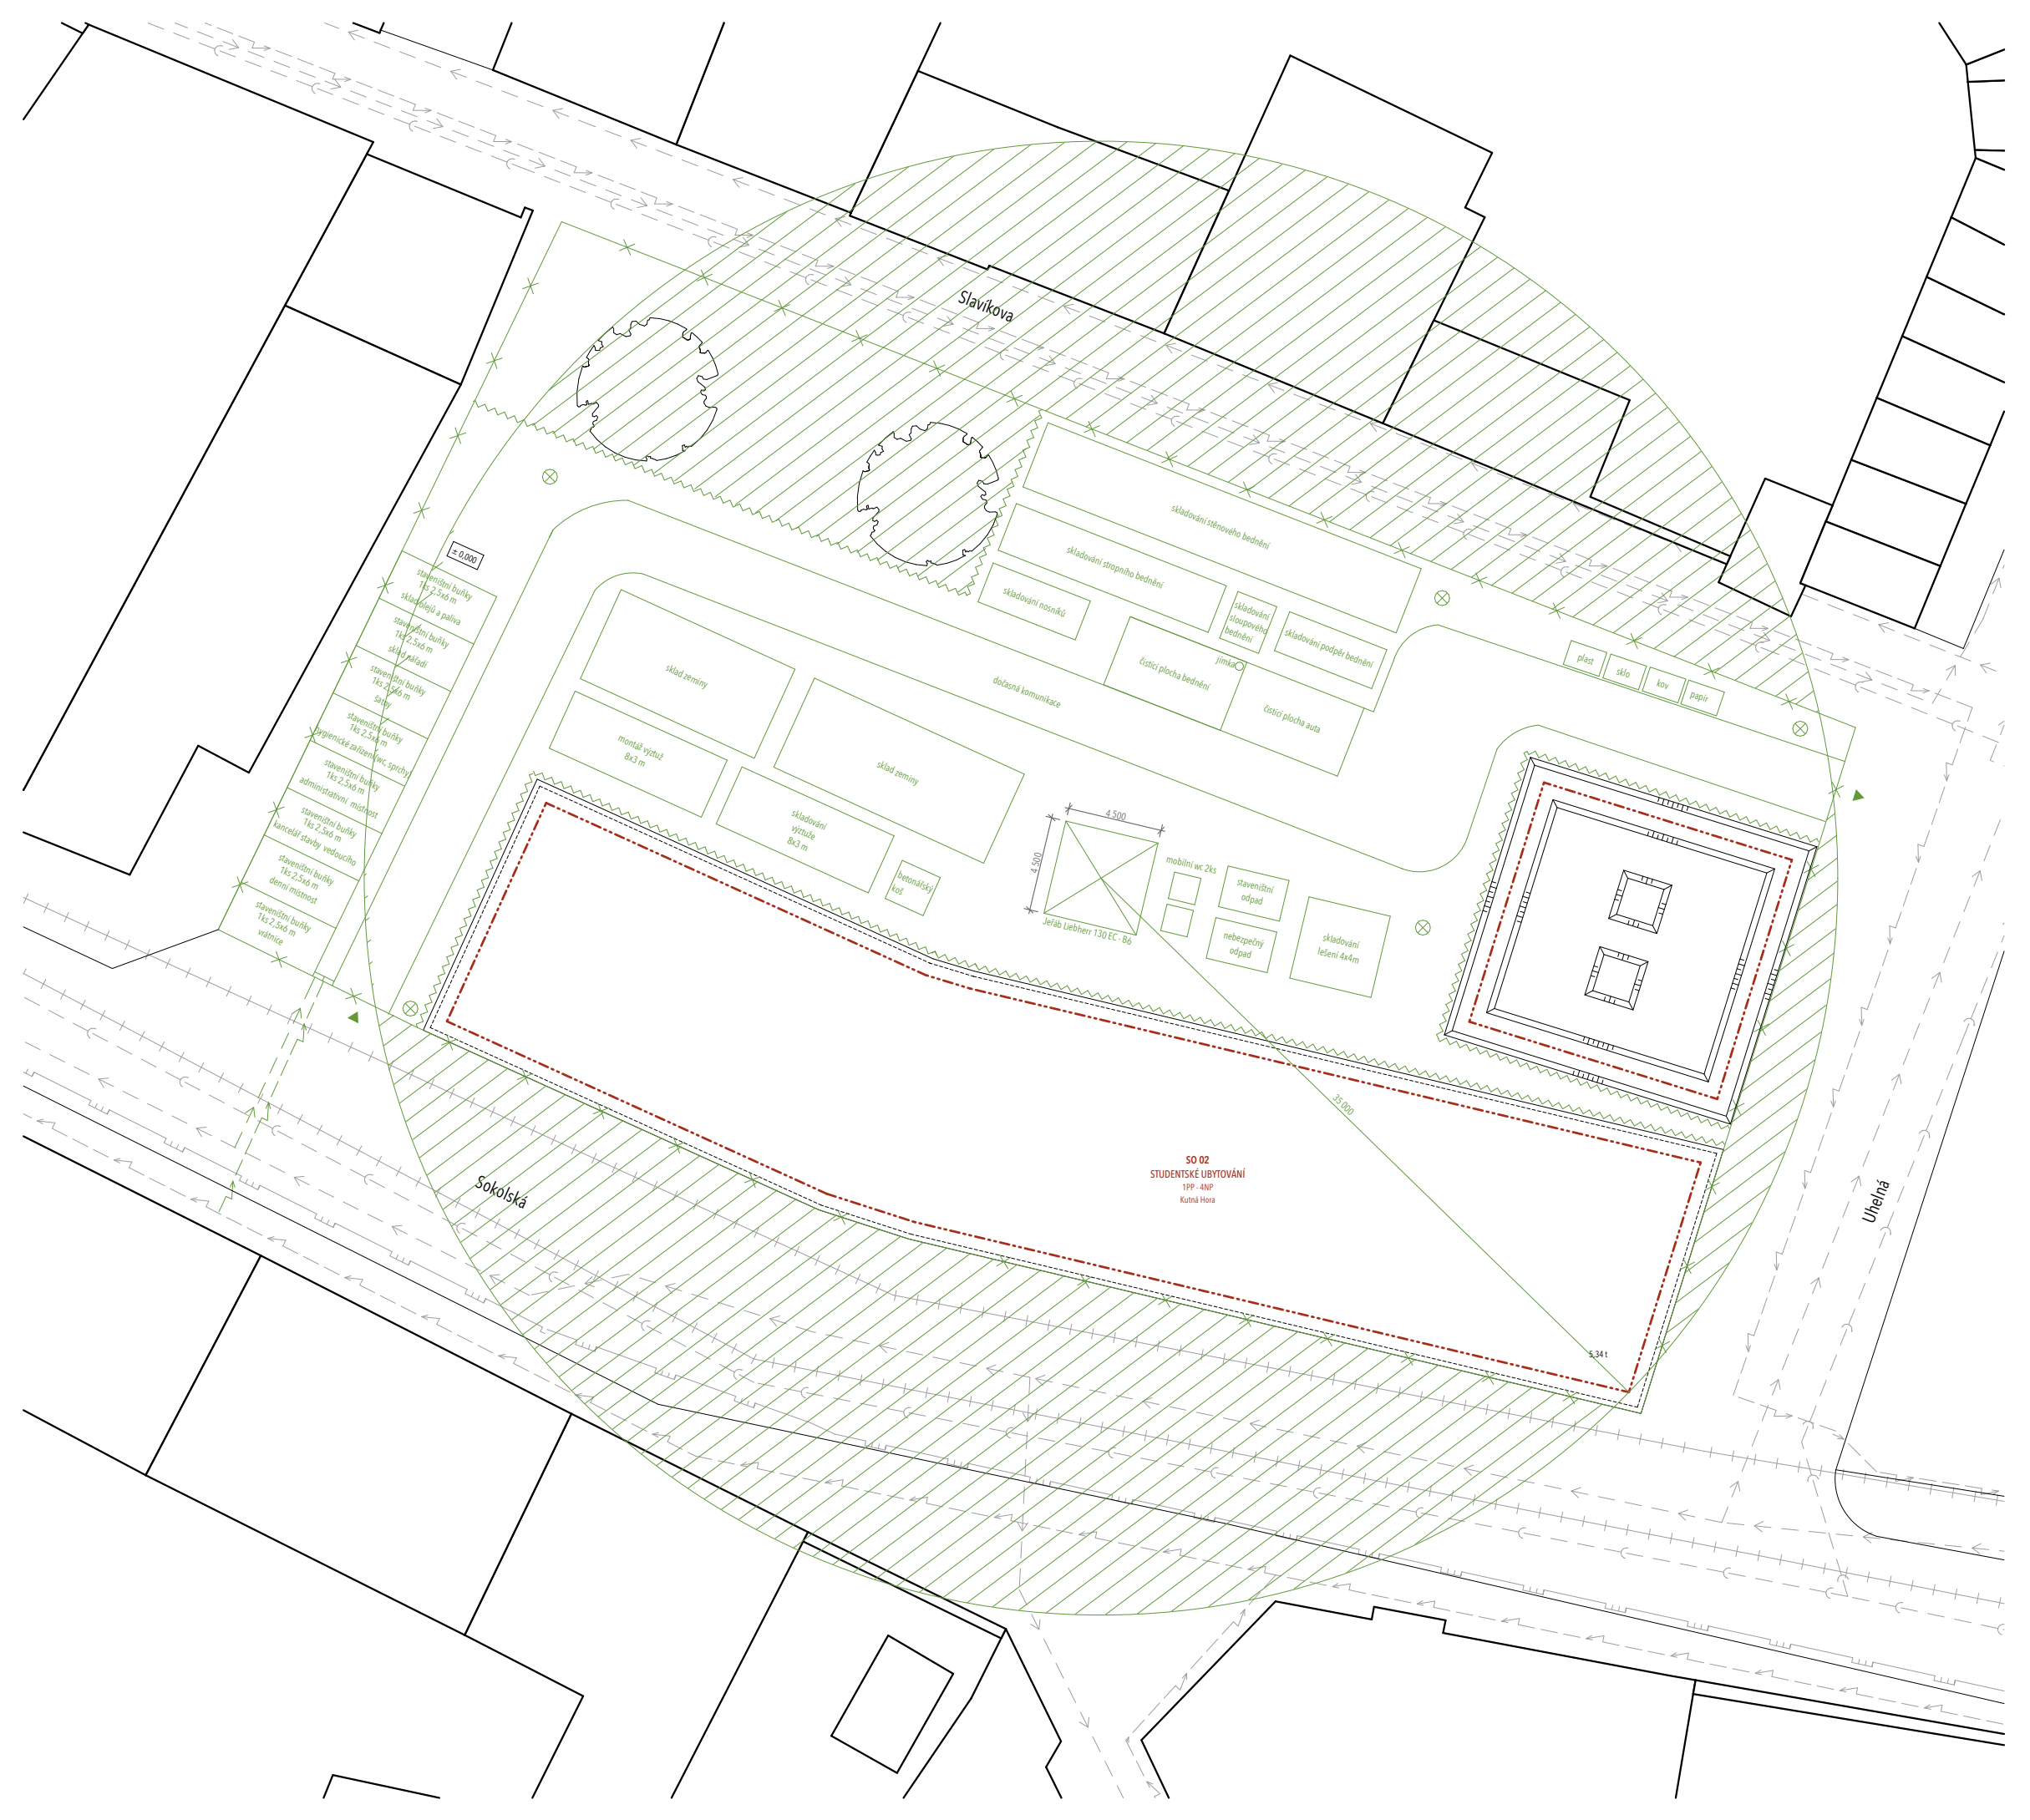 Slavíkova
skladování stěnového bednění
skladování stropního bednění
skladování nosníků
skladování
sloupového
bednění
skladování podpěr bednění
jímka
čistící plocha bednění
čistící plocha auta
plast
sklo
kov
papír
± 0,000
staveništní buňky
1ks 2,5x6 m
sklad olejů a paliva
staveništní buňky
1ks 2,5x6 m
sklad nářadí
staveništní buňky
1ks 2,5x6 m
šatny
staveništní buňky
1ks 2,5x6 m
hygienické zařízení(wc, sprchy)
staveništní buňky
1ks 2,5x6 m
administrativní místnost
staveništní buňky
1ks 2,5x6 m
kancelář stavby vedoucího
staveništní buňky
1ks 2,5x6 m
denní místnost
staveništní buňky
1ks 2,5x6 m
vrátnice
sklad zeminy
dočasná komunikace
montáž výztuž
8x3 m
sklad zeminy
skladování
výztuže
8x3 m
betonářský
koš
4 500
4 500
Jeřáb Liebherr 130 EC - B6
mobilní wc 2ks
staveništní
odpad
nebezpečný
odpad
skladování
lešení 4x4m
35 000
SO 02
STUDENTSKÉ UBYTOVÁNÍ
1PP - 4NP
Kutná Hora
5,34 t
Sokolská
Uhelná